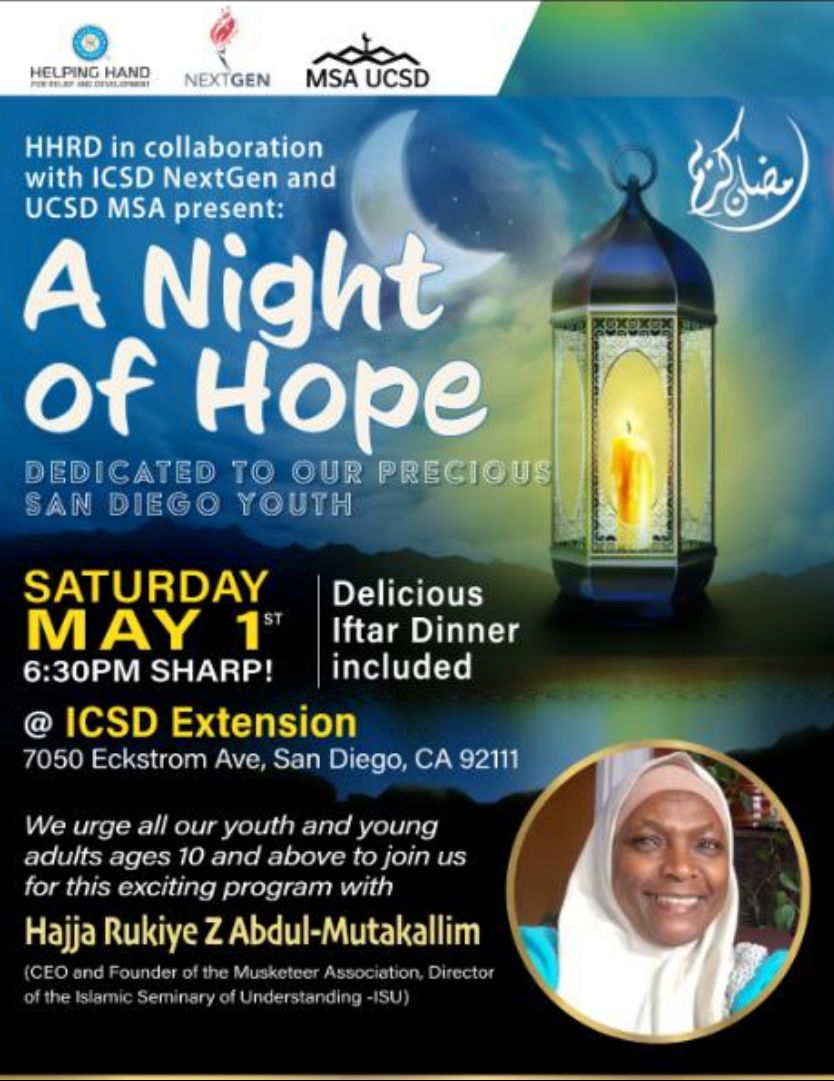 HELPING HAND
FOR RELIEF AND DEVELOPMENT
NEXTGEN
MSA UCSD
رمضان كريم
HHRD in collaboration
with ICSD NextGen and
UCSD MSA present:
A Night
of Hope
DEDICATED TO OUR PRECIOUS
SAN DIEGO YOUTH
SATURDAY
MAY 1ST
6:30PM SHARP!
Delicious
Iftar Dinner
included
@ ICSD Extension
7050 Eckstrom Ave, San Diego, CA 92111
We urge all our youth and young
adults ages 10 and above to join us
for this exciting program with
Hajja Rukiye Z Abdul-Mutakallim
(CEO and Founder of the Musketeer Association, Director
of the Islamic Seminary of Understanding -ISU)